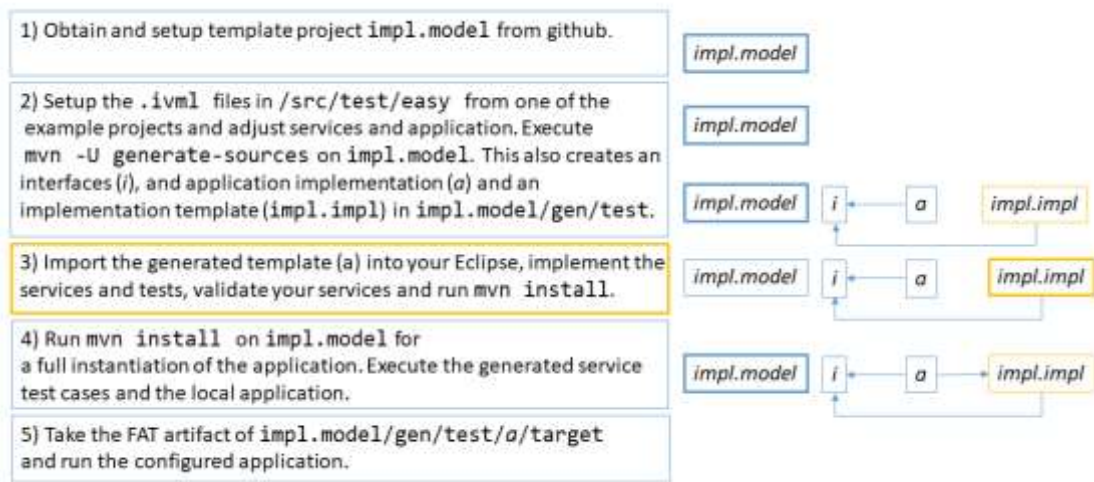 1) Obtain and setup template project impl.model from github.
impl.model
2) Setup the .ivml files in /src/test/easy from one of the
example projects and adjust services and application. Execute
mvn -U generate-sources on impl.model. This also creates an
interfaces (i), and application implementation (a) and an
implementation template (impl.impl) in impl.model/gen/test.
impl.model
impl.model i a impl.impl
3) Import the generated template (a) into your Eclipse, implement the
services and tests, validate your services and run mvn install.
impl.model i a impl.impl
4) Run mvn install on impl.model for
a full instantiation of the application. Execute the generated service
test cases and the local application.
impl.model i a impl.impl
5) Take the FAT artifact of impl.model/gen/test/a/target
and run the configured application.